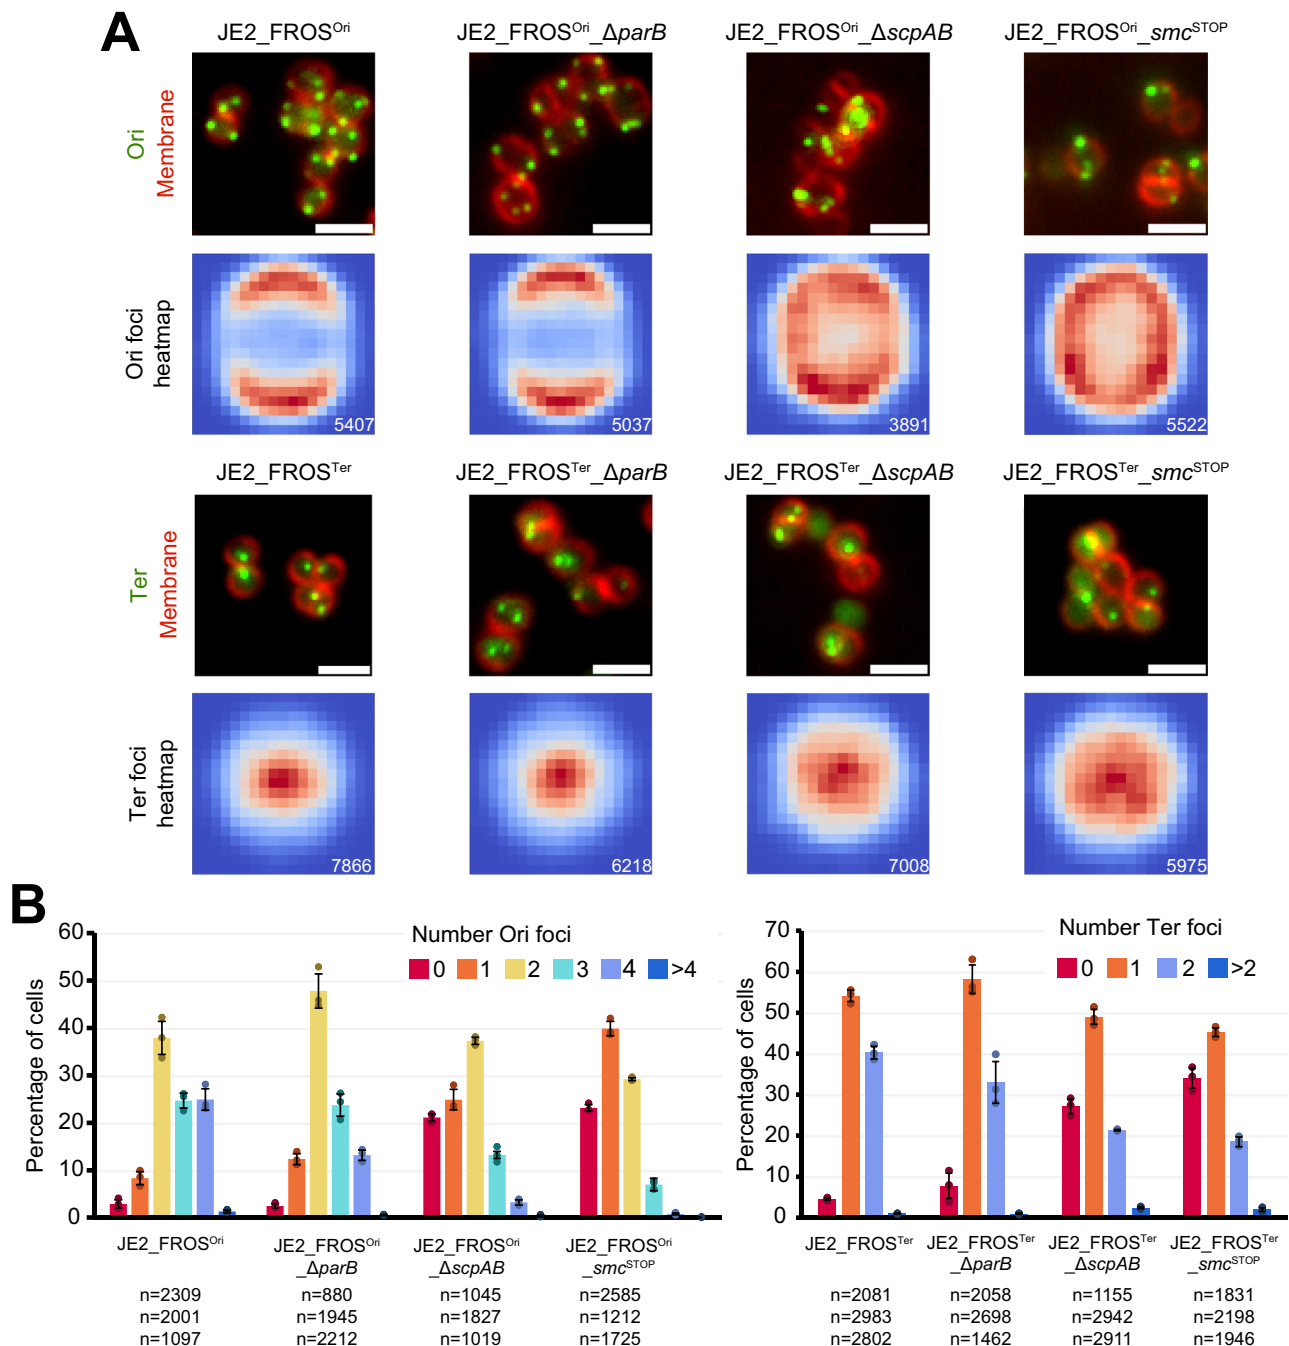 A
JE2_FROSOri
JE2_FROSOri_ΔparB
JE2_FROSOri_ΔscpAB
JE2_FROSOri_smcSTOP
Ori
Membrane
Ori foci
heatmap
5407
5037
3891
5522
JE2_FROSTer
JE2_FROSTer_ΔparB
JE2_FROSTer_ΔscpAB
JE2_FROSTer_smcSTOP
Ter
Membrane
Ter foci
heatmap
7866
6218
7008
5975
B
Percentage of cells
60
50
40
30
20
10
0
Number Ori foci
0 1 2 3 4 >4
JE2_FROSOri
n=2309
n=2001
n=1097
JE2_FROSOri
_ΔparB
n=880
n=1945
n=2212
JE2_FROSOri
_ΔscpAB
n=1045
n=1827
n=1019
JE2_FROSOri
_smcSTOP
n=2585
n=1212
n=1725
Percentage of cells
70
60
50
40
30
20
10
0
Number Ter foci
0 1 2 >2
JE2_FROSTer
n=2081
n=2983
n=2802
JE2_FROSTer
_ΔparB
n=2058
n=2698
n=1462
JE2_FROSTer
_ΔscpAB
n=1155
n=2942
n=2911
JE2_FROSTer
_smcSTOP
n=1831
n=2198
n=1946